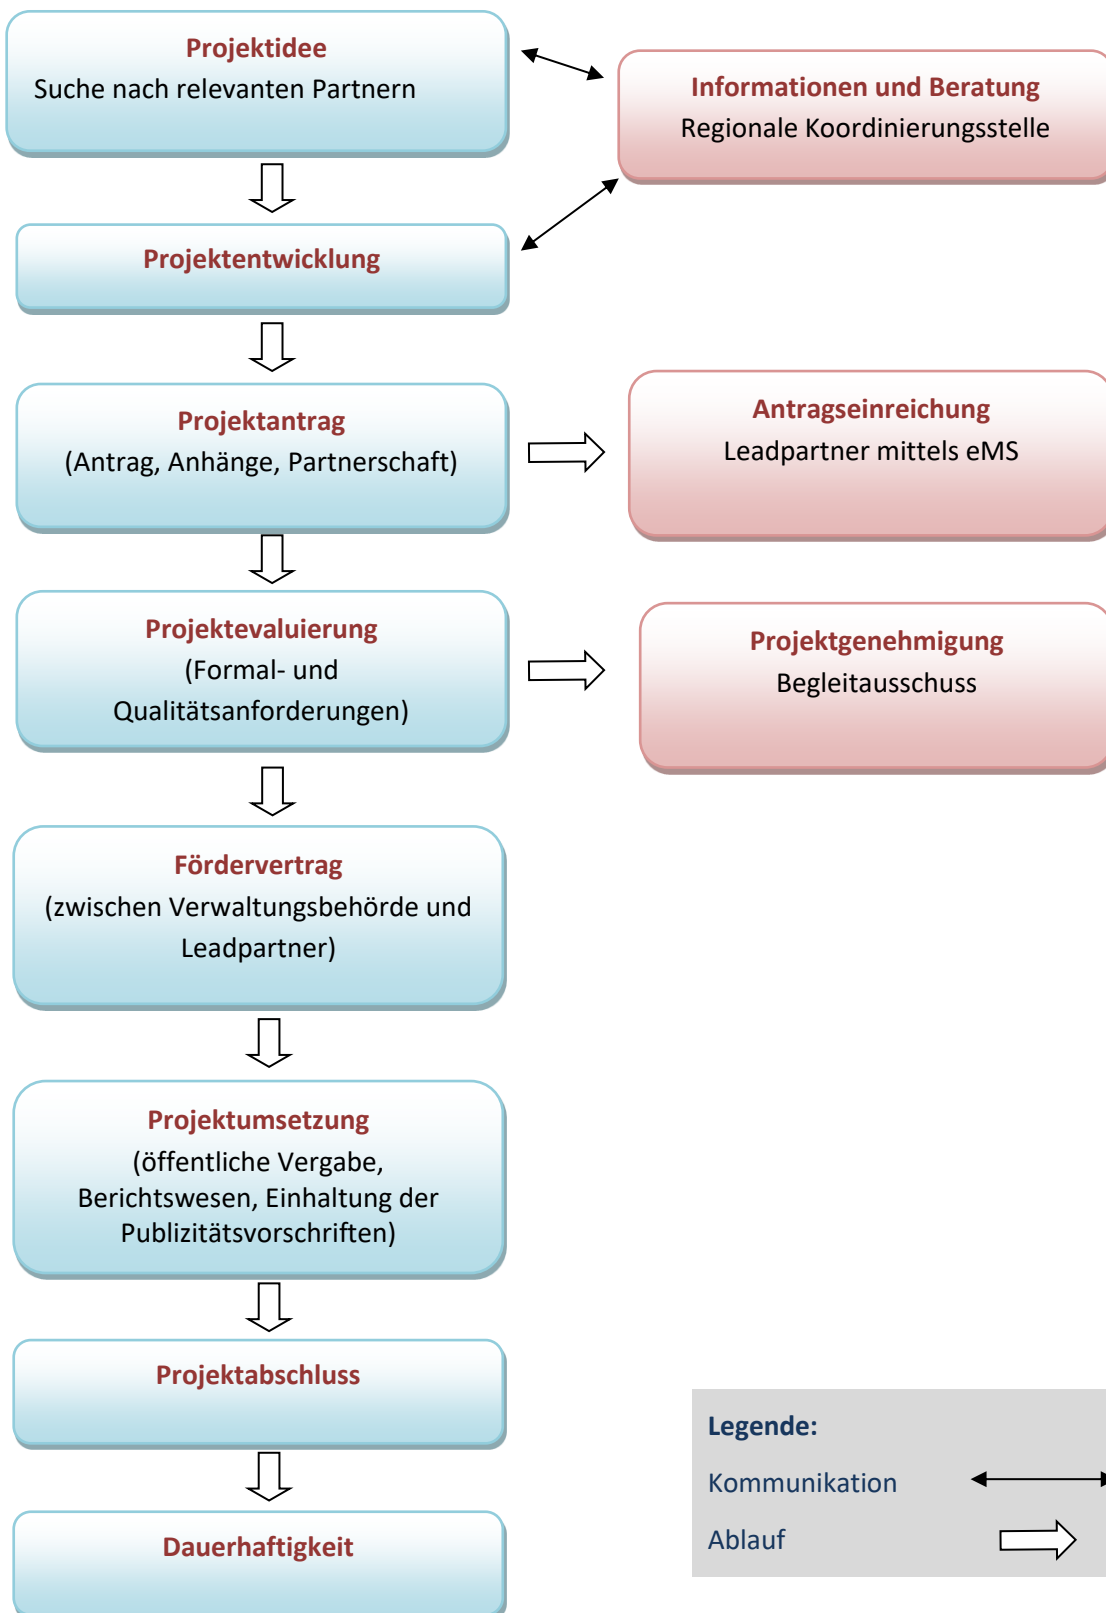 Projektidee
Suche nach relevanten Partnern
Informationen und Beratung
Regionale Koordinierungsstelle
Projektentwicklung
Projektantrag
(Antrag, Anhänge, Partnerschaft)
Antragseinreichung
Leadpartner mittels eMS
Projektevaluierung
(Formal- und
Qualitätsanforderungen)
Projektgenehmigung
Begleitausschuss
Fördervertrag
(zwischen Verwaltungsbehörde und
Leadpartner)
Projektumsetzung
(öffentliche Vergabe,
Berichtswesen, Einhaltung der
Publizitätsvorschriften)
Projektabschluss
Dauerhaftigkeit
Legende:
Kommunikation
Ablauf